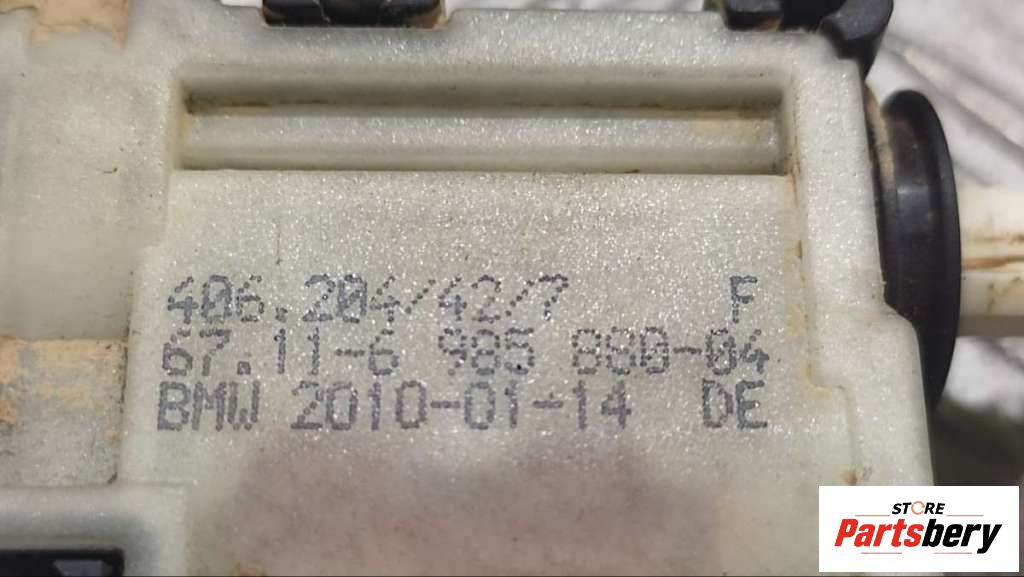 406.204/42/7 F
67.11-6 985 880-04
BMW 2010-01-14 DE
STORE
Partsbery